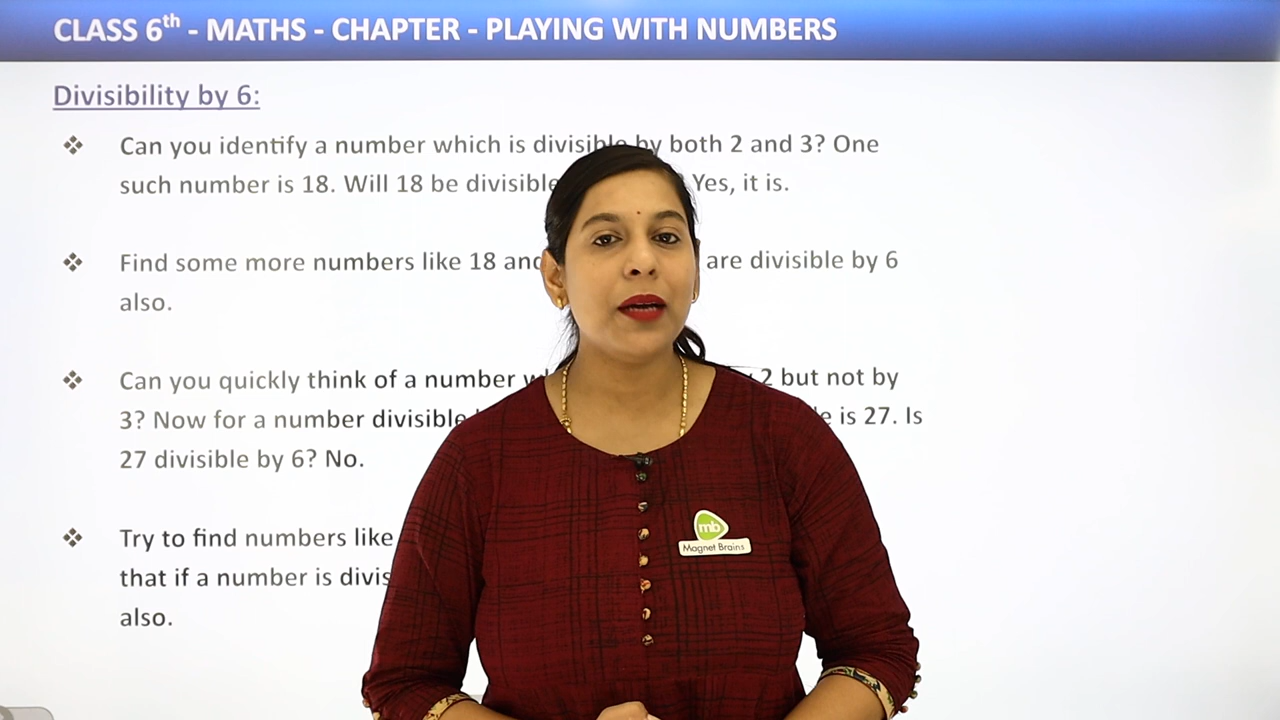 CLASS 6th - MATHS - CHAPTER - PLAYING WITH NUMBERS
Divisibility by 6:
❖ Can you identify a number which is divisible by both 2 and 3? One
such number is 18. Will 18 be divisible Yes, it is.
❖ Find some more numbers like 18 and are divisible by 6
also.
❖ Can you quickly think of a number 2 but not by
3? Now for a number divisible is 27. Is
27 divisible by 6? No.
❖ Try to find numbers like
that if a number is
also.
mb
Magnet Brains